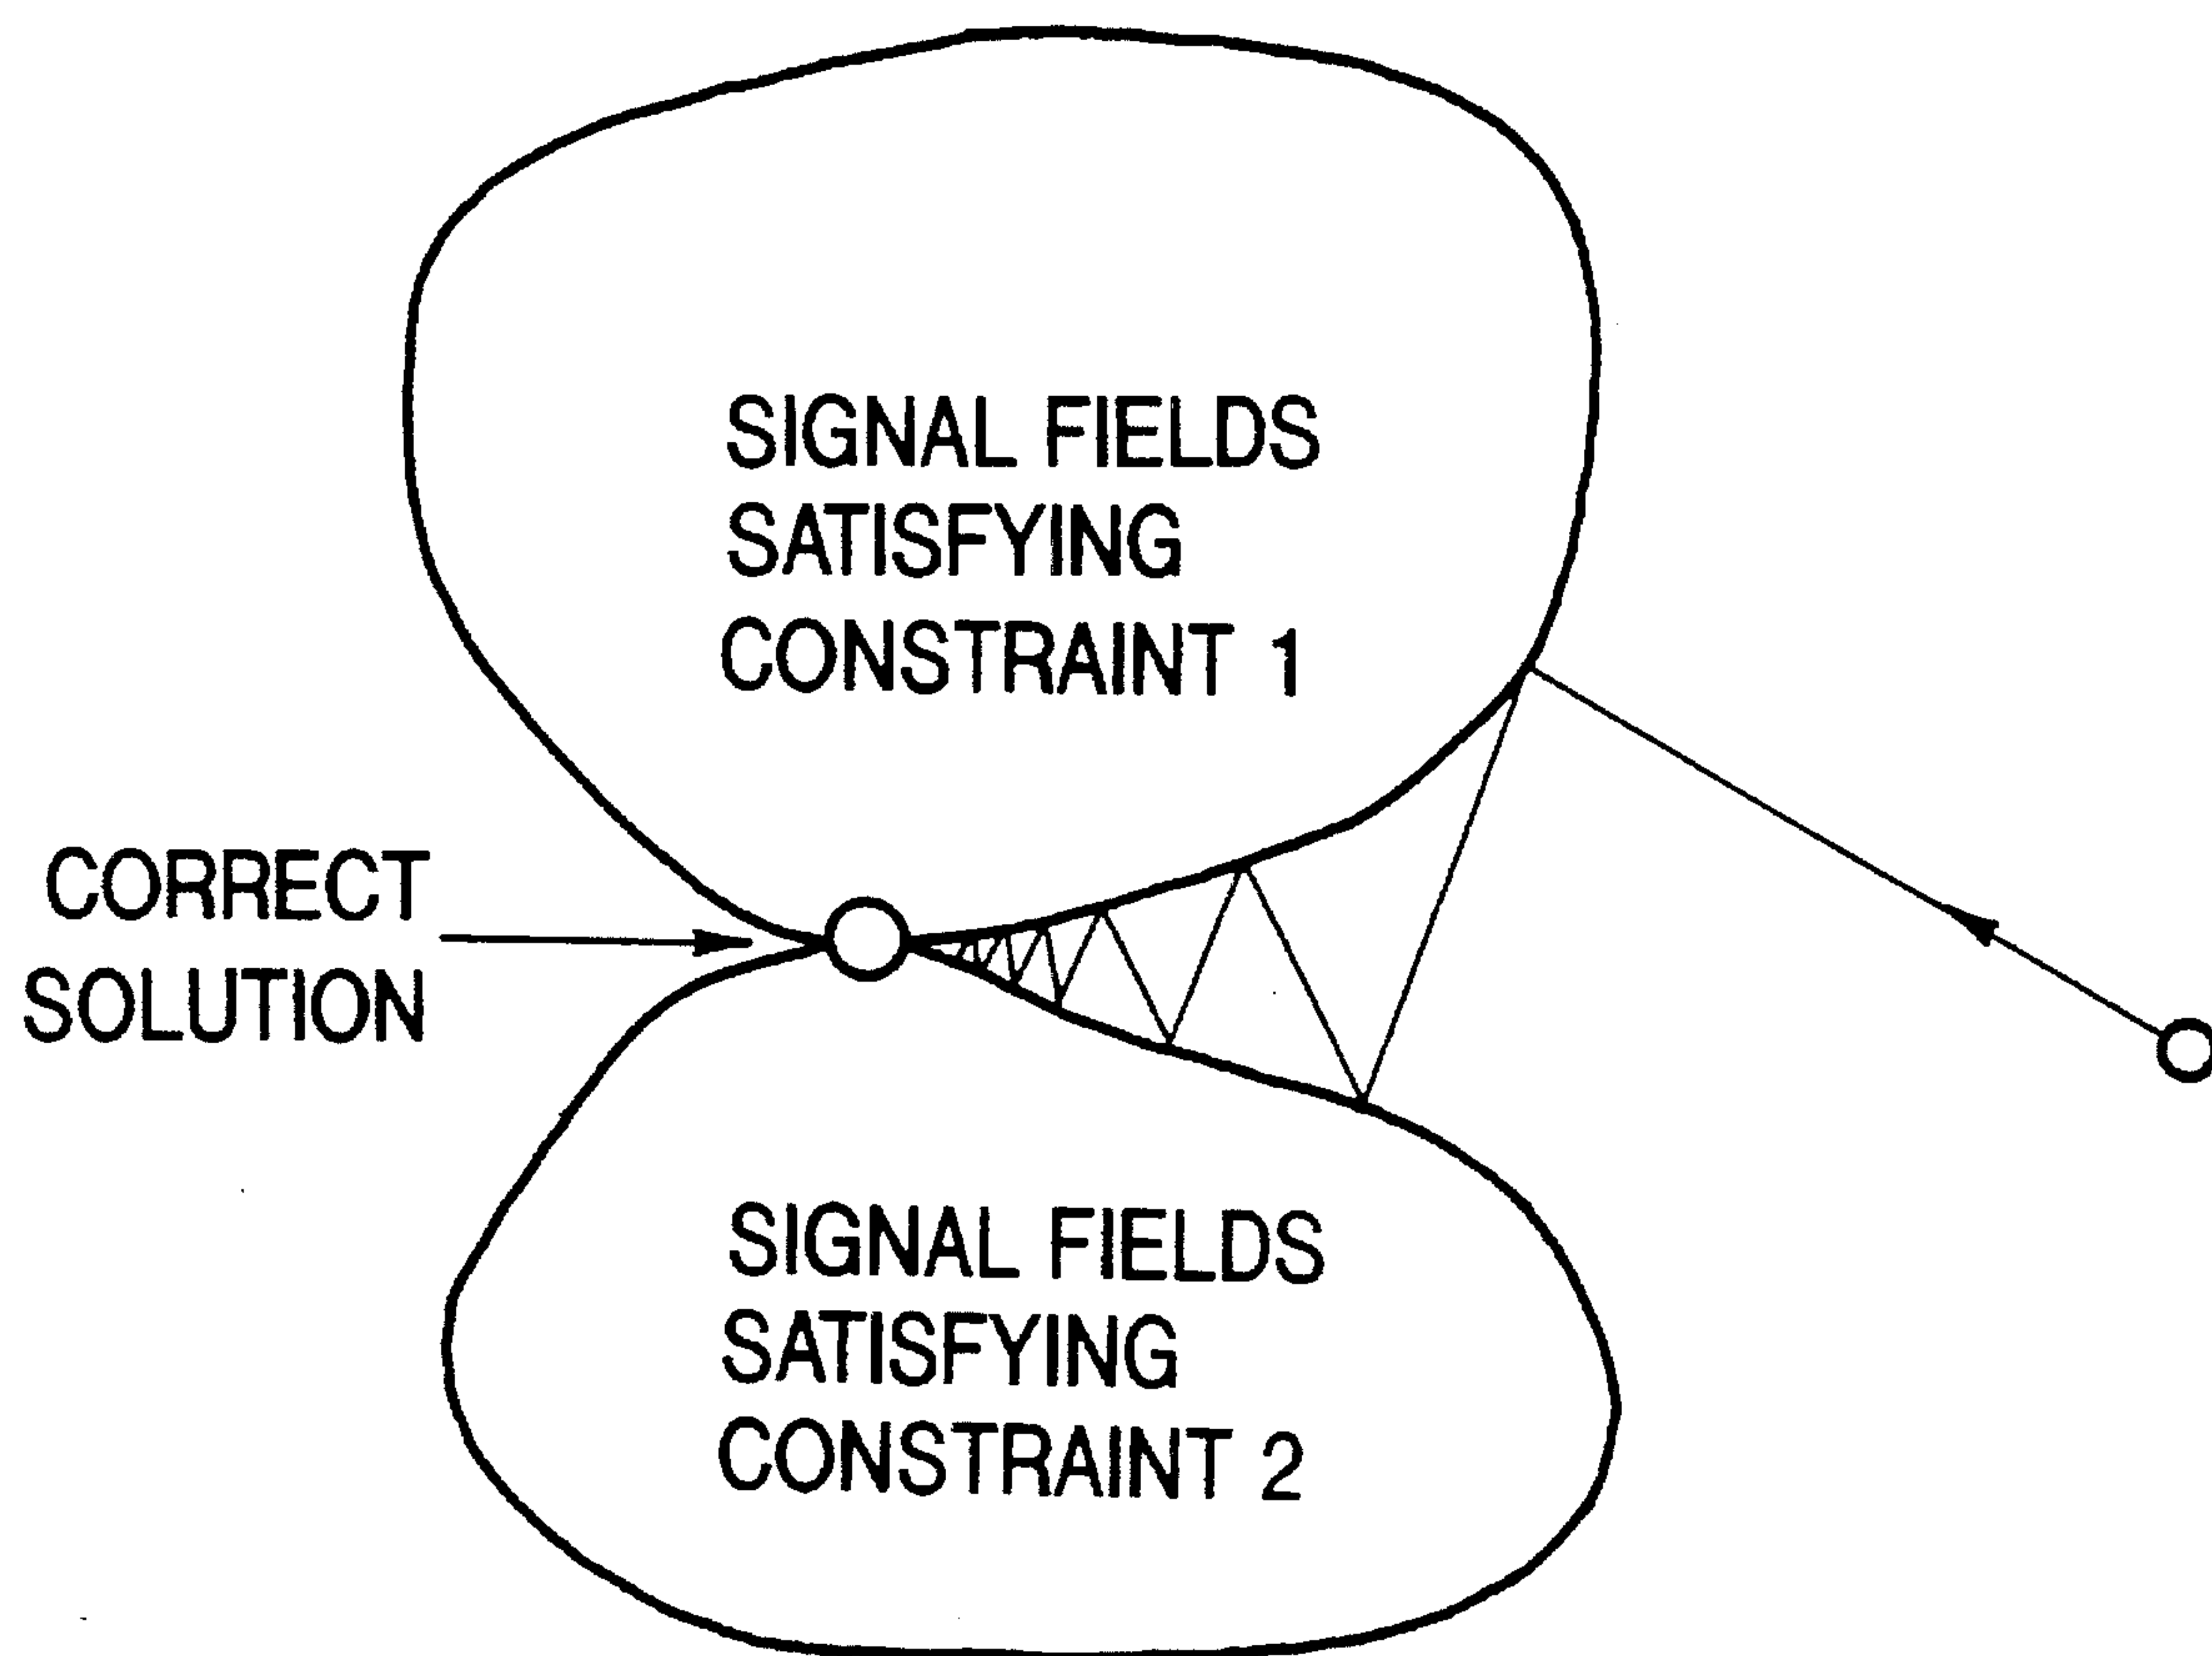 SIGNAL FIELDS
SATISFYING
CONSTRAINT 1
CORRECT
SOLUTION
SIGNAL FIELDS
SATISFYING
CONSTRAINT 2